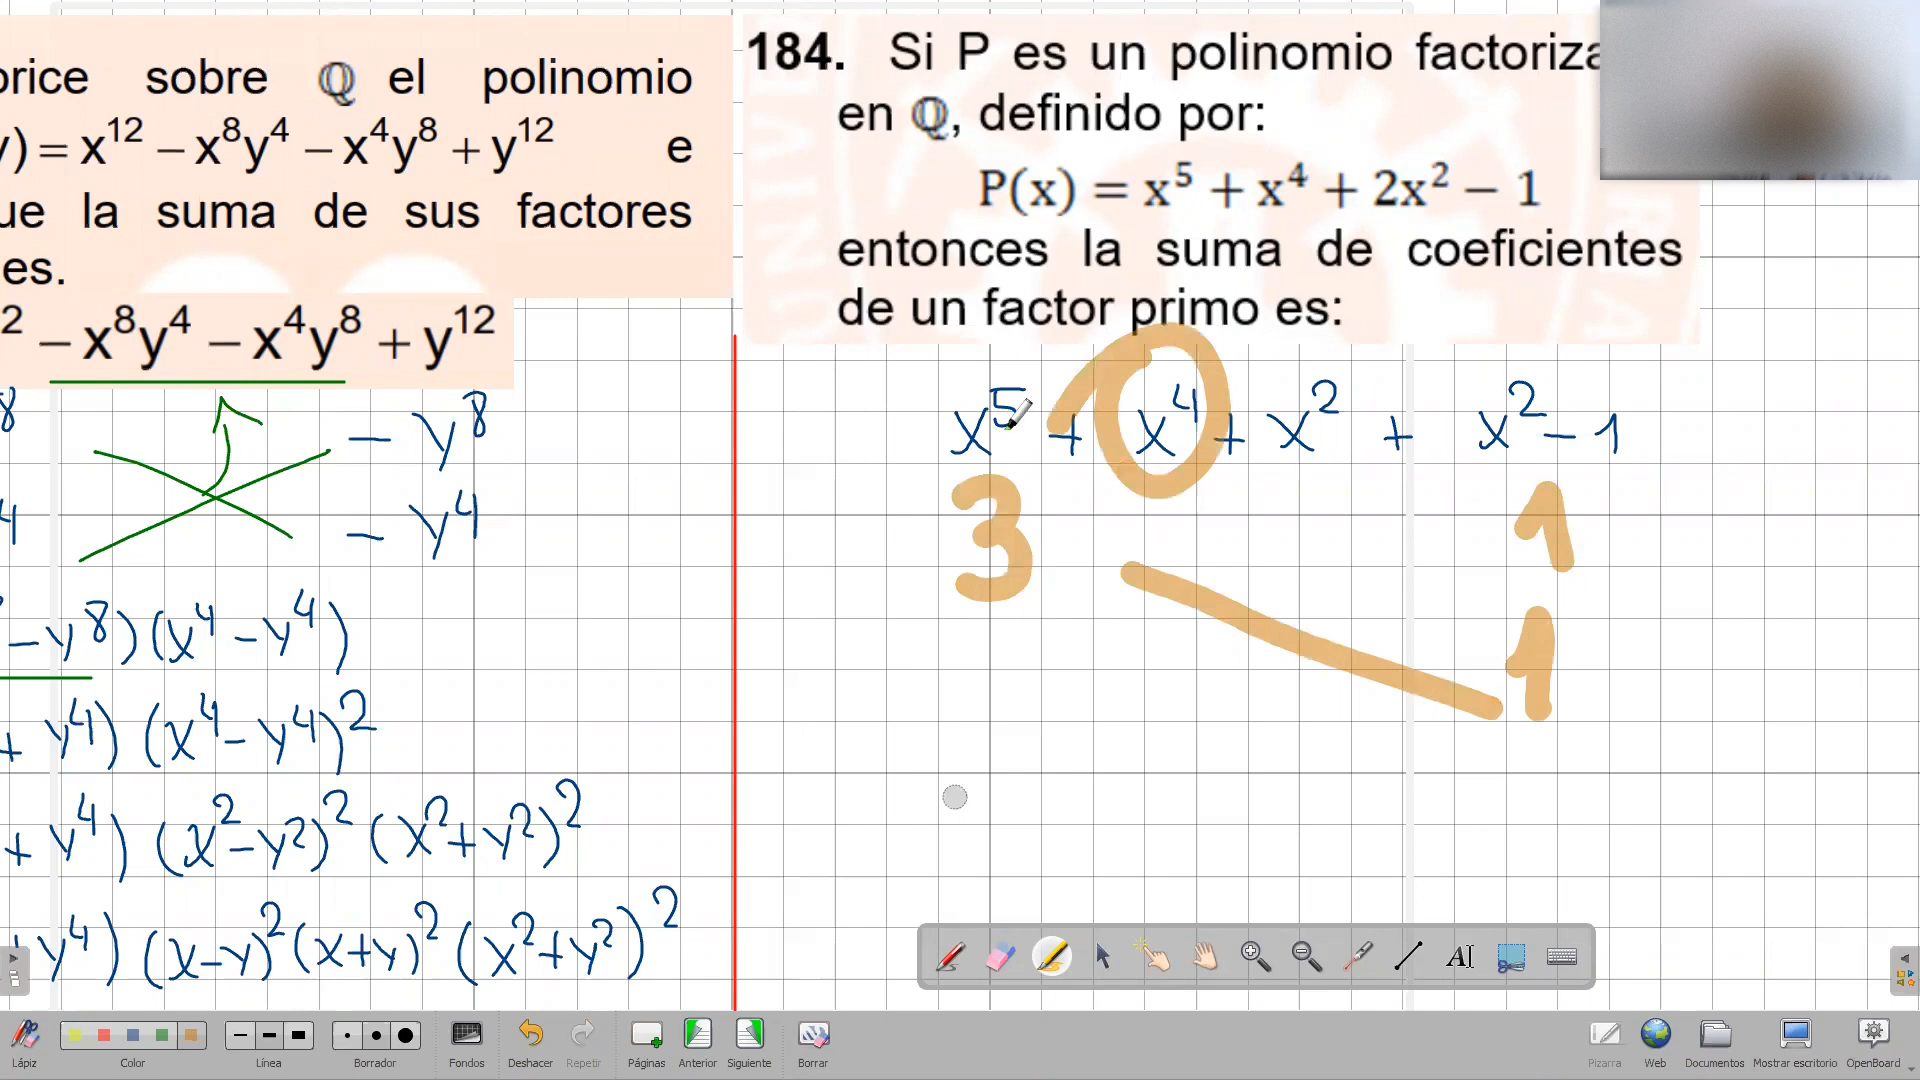 orice sobre ℚ el polinomio
y) = x¹² − x⁸y⁴ − x⁴y⁸ + y¹² e
ue la suma de sus factores
es.
² − x⁸y⁴ − x⁴y⁸ + y¹²
8
− y⁸
4
− y⁴
− y⁸)(x⁴ − y⁴)
+ y⁴) (x⁴ − y⁴)²
+ y⁴) (x² − y²)² (x² + y²)²
y⁴) (x − y)² (x + y)² (x² + y²)²
184. Si P es un polinomio factoriza
en ℚ, definido por:
P(x) = x⁵ + x⁴ + 2x² − 1
entonces la suma de coeficientes
de un factor primo es:
x⁵ + x⁴ + x² + x² − 1
3 1
1
Lápiz
Color
Línea
Borrador
Fondos
Deshacer
Repetir
Páginas
Anterior
Siguiente
Borrar
Pizarra
Web
Documentos
Mostrar escritorio
OpenBoard